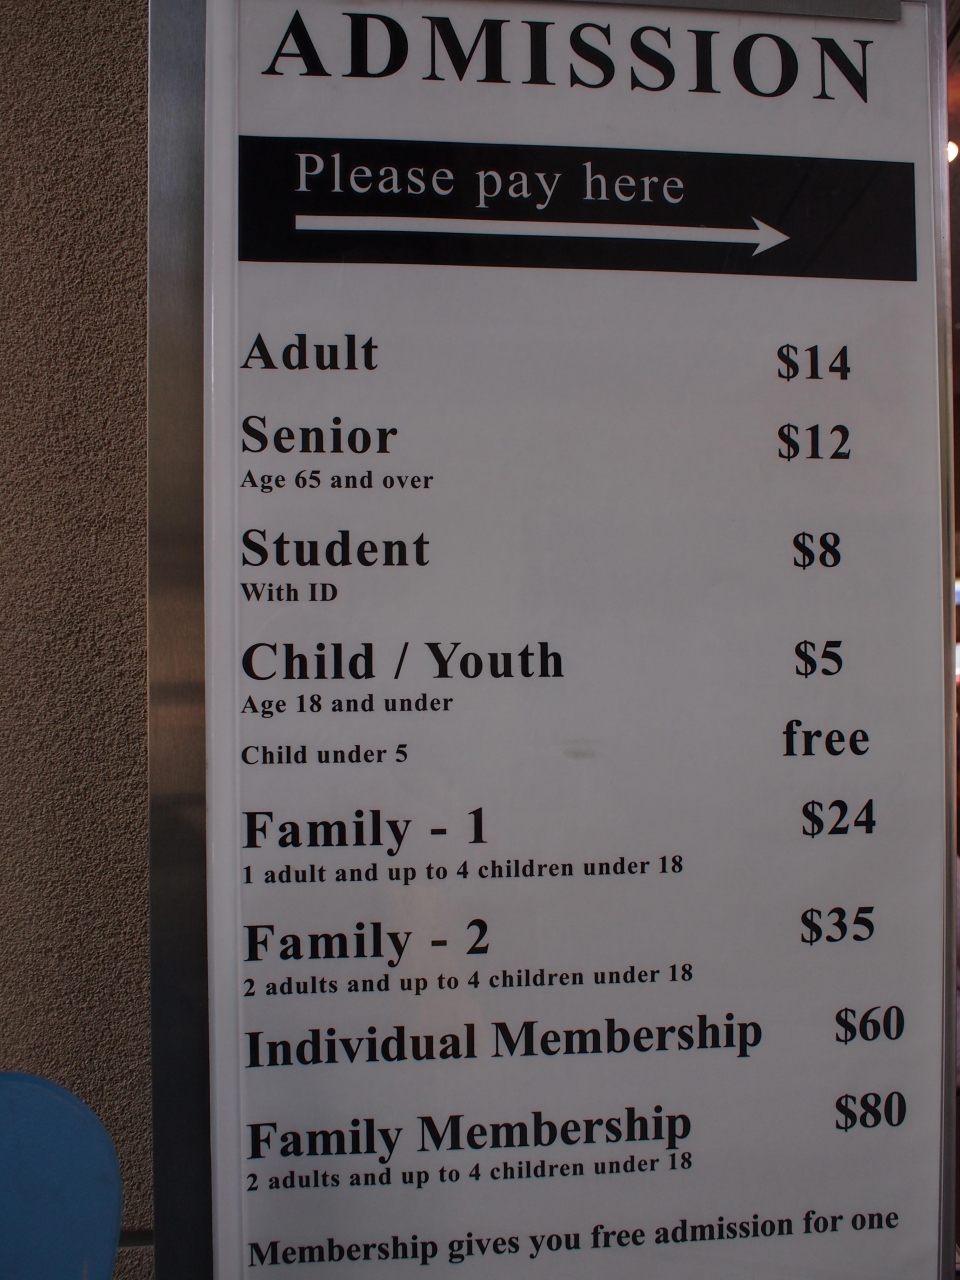 ADMISSION
Please pay here
Adult $14
Senior $12
Age 65 and over
Student $8
With ID
Child / Youth $5
Age 18 and under
Child under 5 free
Family - 1 $24
1 adult and up to 4 children under 18
Family - 2 $35
2 adults and up to 4 children under 18
Individual Membership $60
Family Membership $80
2 adults and up to 4 children under 18
Membership gives you free admission for one